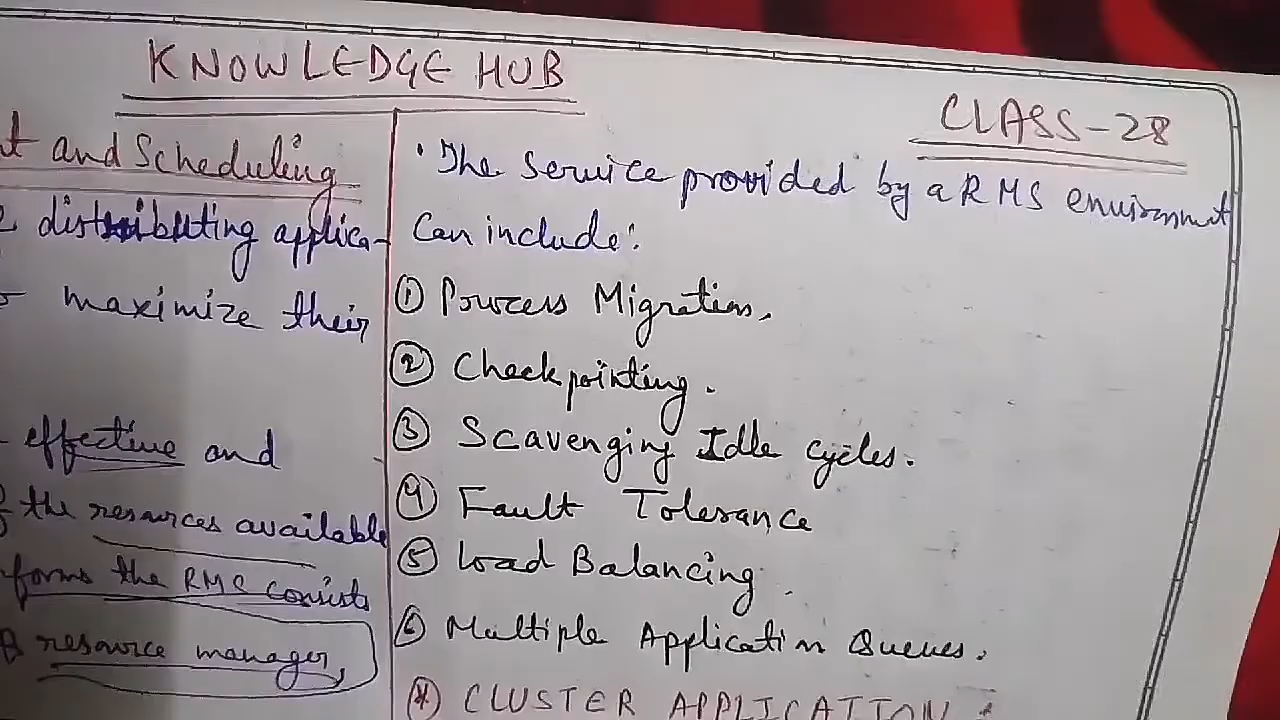 KNOWLEDGE HUB
CLASS-28
t and Scheduling
distributing applica-
maximize their
effective and
the resources available
forms the RMS consists
resource manager,
The service provided by a RMS environment
Can include:
① Process Migration.
② Checkpointing.
③ Scavenging Idle Cycles.
④ Fault Tolerance
⑤ Load Balancing.
⑥ Multiple Application Queues.
(*) CLUSTER APPLICATION: